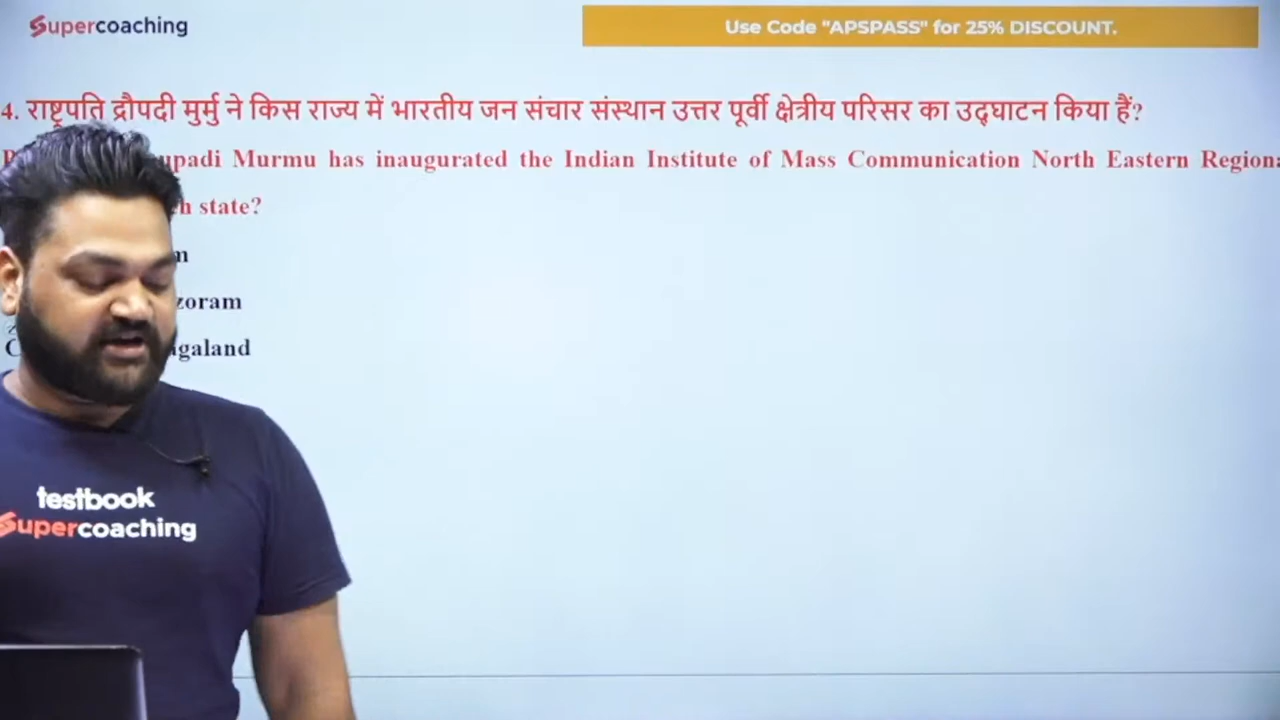 Supercoaching
Use Code "APSPASS" for 25% DISCOUNT.
4. राष्ट्रपति द्रौपदी मुर्मु ने किस राज्य में भारतीय जन संचार संस्थान उत्तर पूर्वी क्षेत्रीय परिसर का उद्घाटन किया हैं?
upadi Murmu has inaugurated the Indian Institute of Mass Communication North Eastern Regiona
h state?
m
zoram
C galand
testbook
Supercoaching